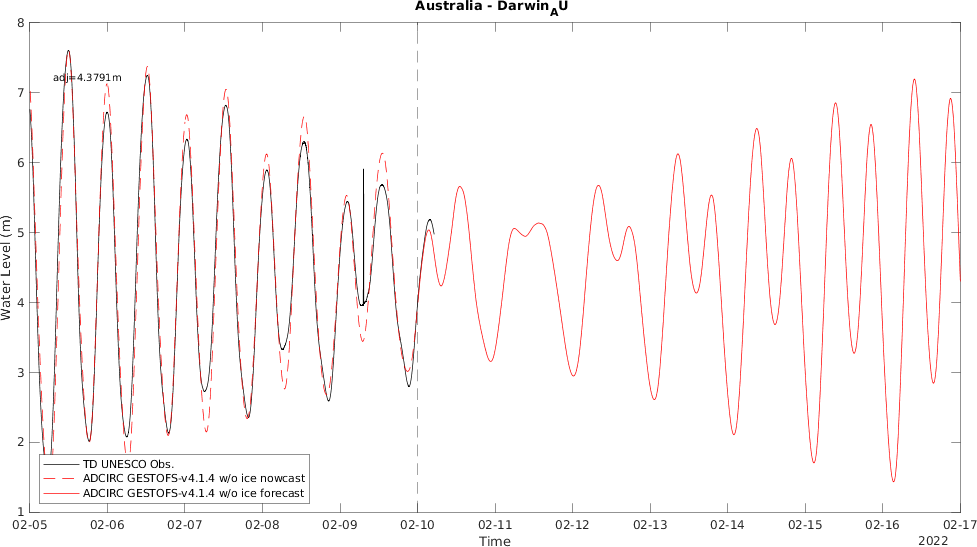 Australia - Darwin_AU
8
adj=4.3791m
7
6
5
4
3
2
1
Water Level (m)
TD UNESCO Obs.
ADCIRC GESTOFS-v4.1.4 w/o ice nowcast
ADCIRC GESTOFS-v4.1.4 w/o ice forecast
02-05 02-06 02-07 02-08 02-09 02-10 02-11 02-12 02-13 02-14 02-15 02-16 02-17
Time
2022